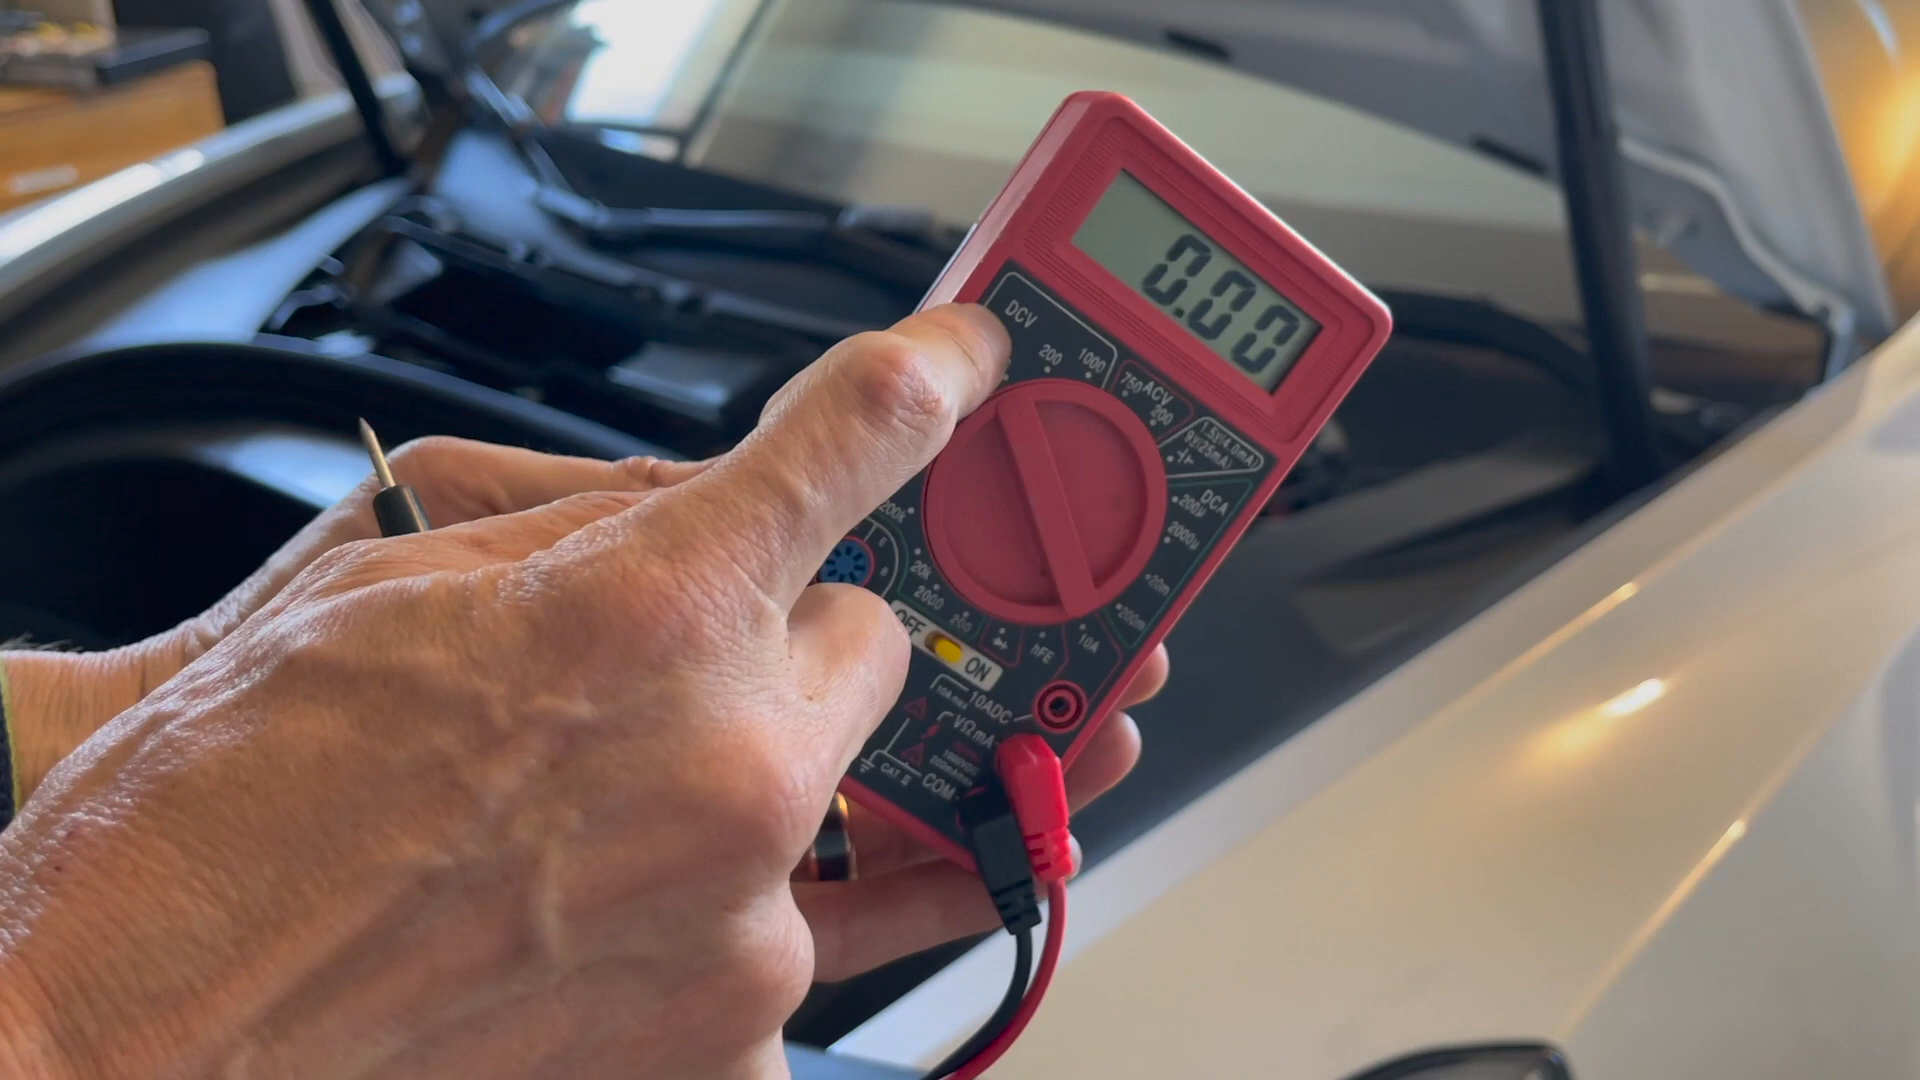 0.00
DCV
200
1000
750 ACV
200
1.5V(4.0mA)
9V(25mA)
DCA
200µ
2000µ
20m
200m
10A
hFE
200k
20k
2000
200
OFF
ON
10ADC
VΩmA
CAT. II
COM